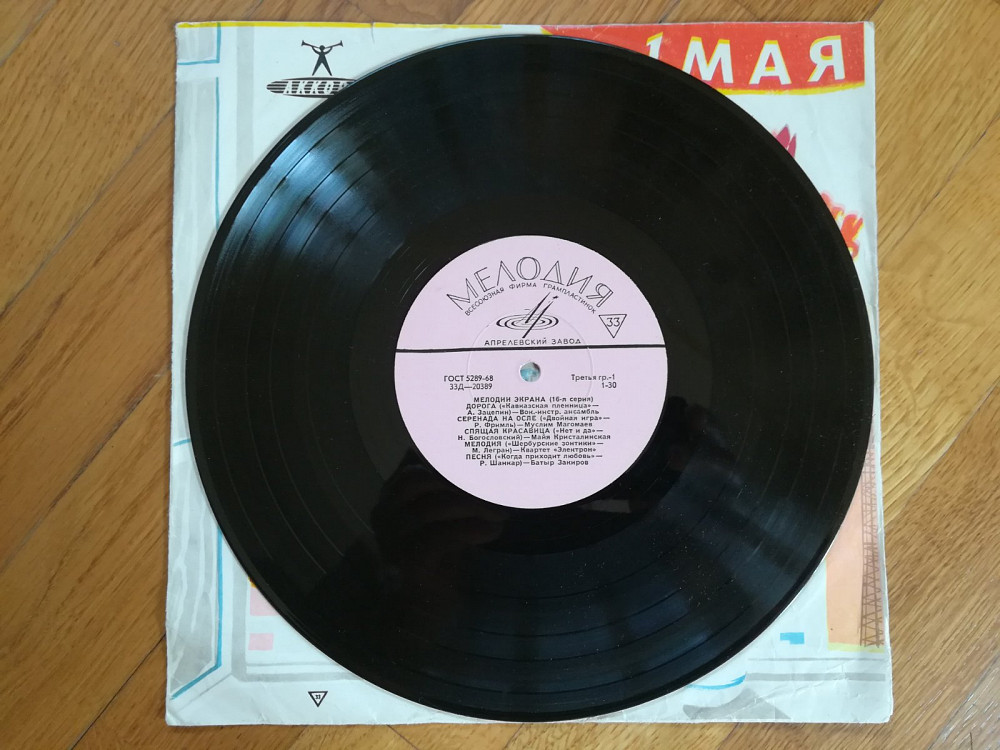 1 МАЯ
АККОР
МЕЛОДИЯ
ВСЕСОЮЗНАЯ ФИРМА ГРАМПЛАСТИНОК
33
АПРЕЛЕВСКИЙ ЗАВОД
ГОСТ 5289-68 Третья гр.-1
33Д—20389 1-30
МЕЛОДИИ ЭКРАНА (16-я серия)
ДОРОГА («Кавказская пленница»—
А. Зацепин)—Вок.-инстр. ансамбль
СЕРЕНАДА НА ОСЛЕ («Двойная игра»—
Р. Фримль)—Муслим Магомаев
СПЯЩАЯ КРАСАВИЦА («Нет и да»—
Н. Богословский)—Майя Кристалинская
МЕЛОДИЯ («Шербурские зонтики»—
М. Легран)—Квартет «Электрон»
ПЕСНЯ («Когда приходит любовь»—
Р. Шанкар)—Батыр Закиров
33